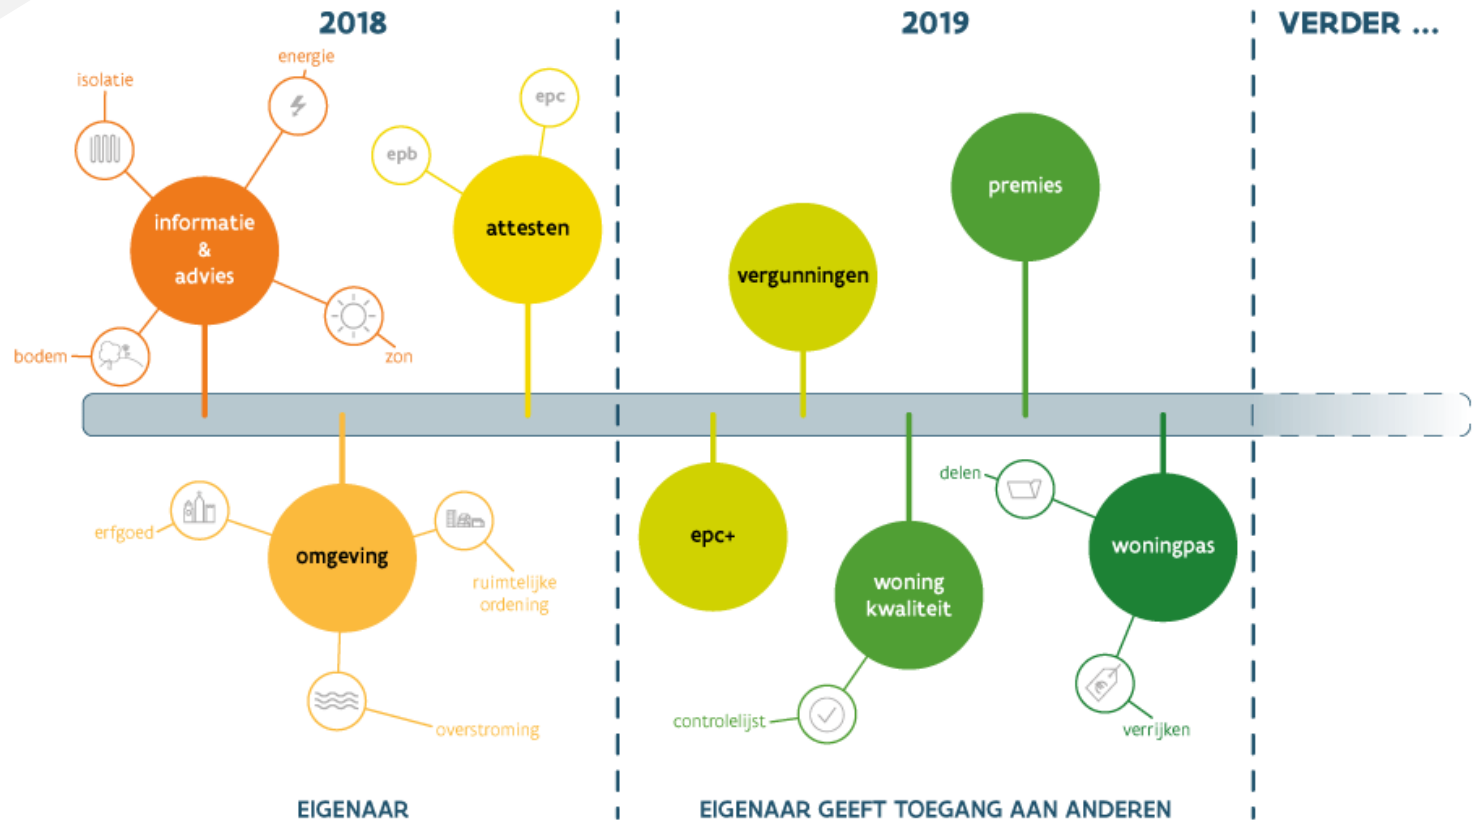 2018
2019
VERDER ...
energie
isolatie
epc
epb
informatie
&
advies
attesten
premies
vergunningen
bodem
zon
erfgoed
omgeving
ruimtelijke
ordening
overstroming
epc+
woning
kwaliteit
controlelijst
delen
woningpas
verrijken
EIGENAAR
EIGENAAR GEEFT TOEGANG AAN ANDEREN